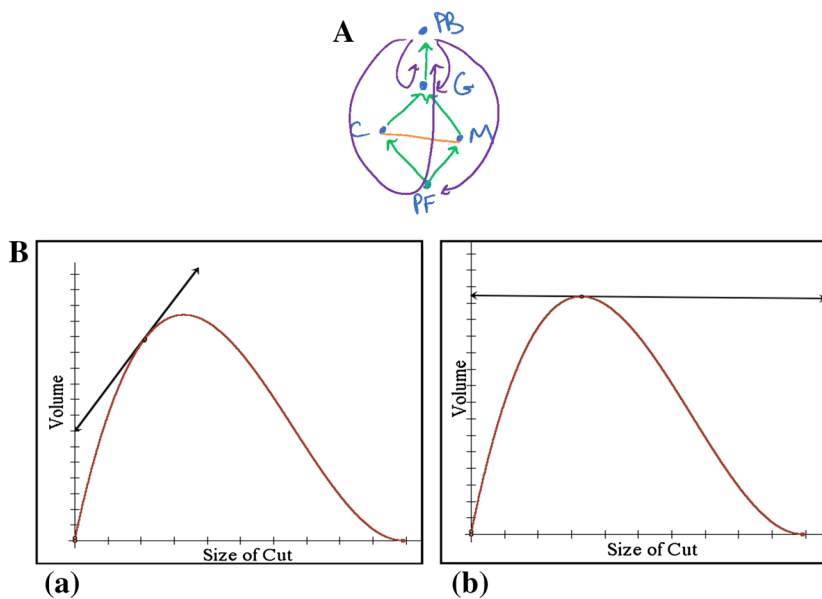 A
PB
G
C
M
PF
B
Volume
Size of Cut
(a)
Volume
Size of Cut
(b)